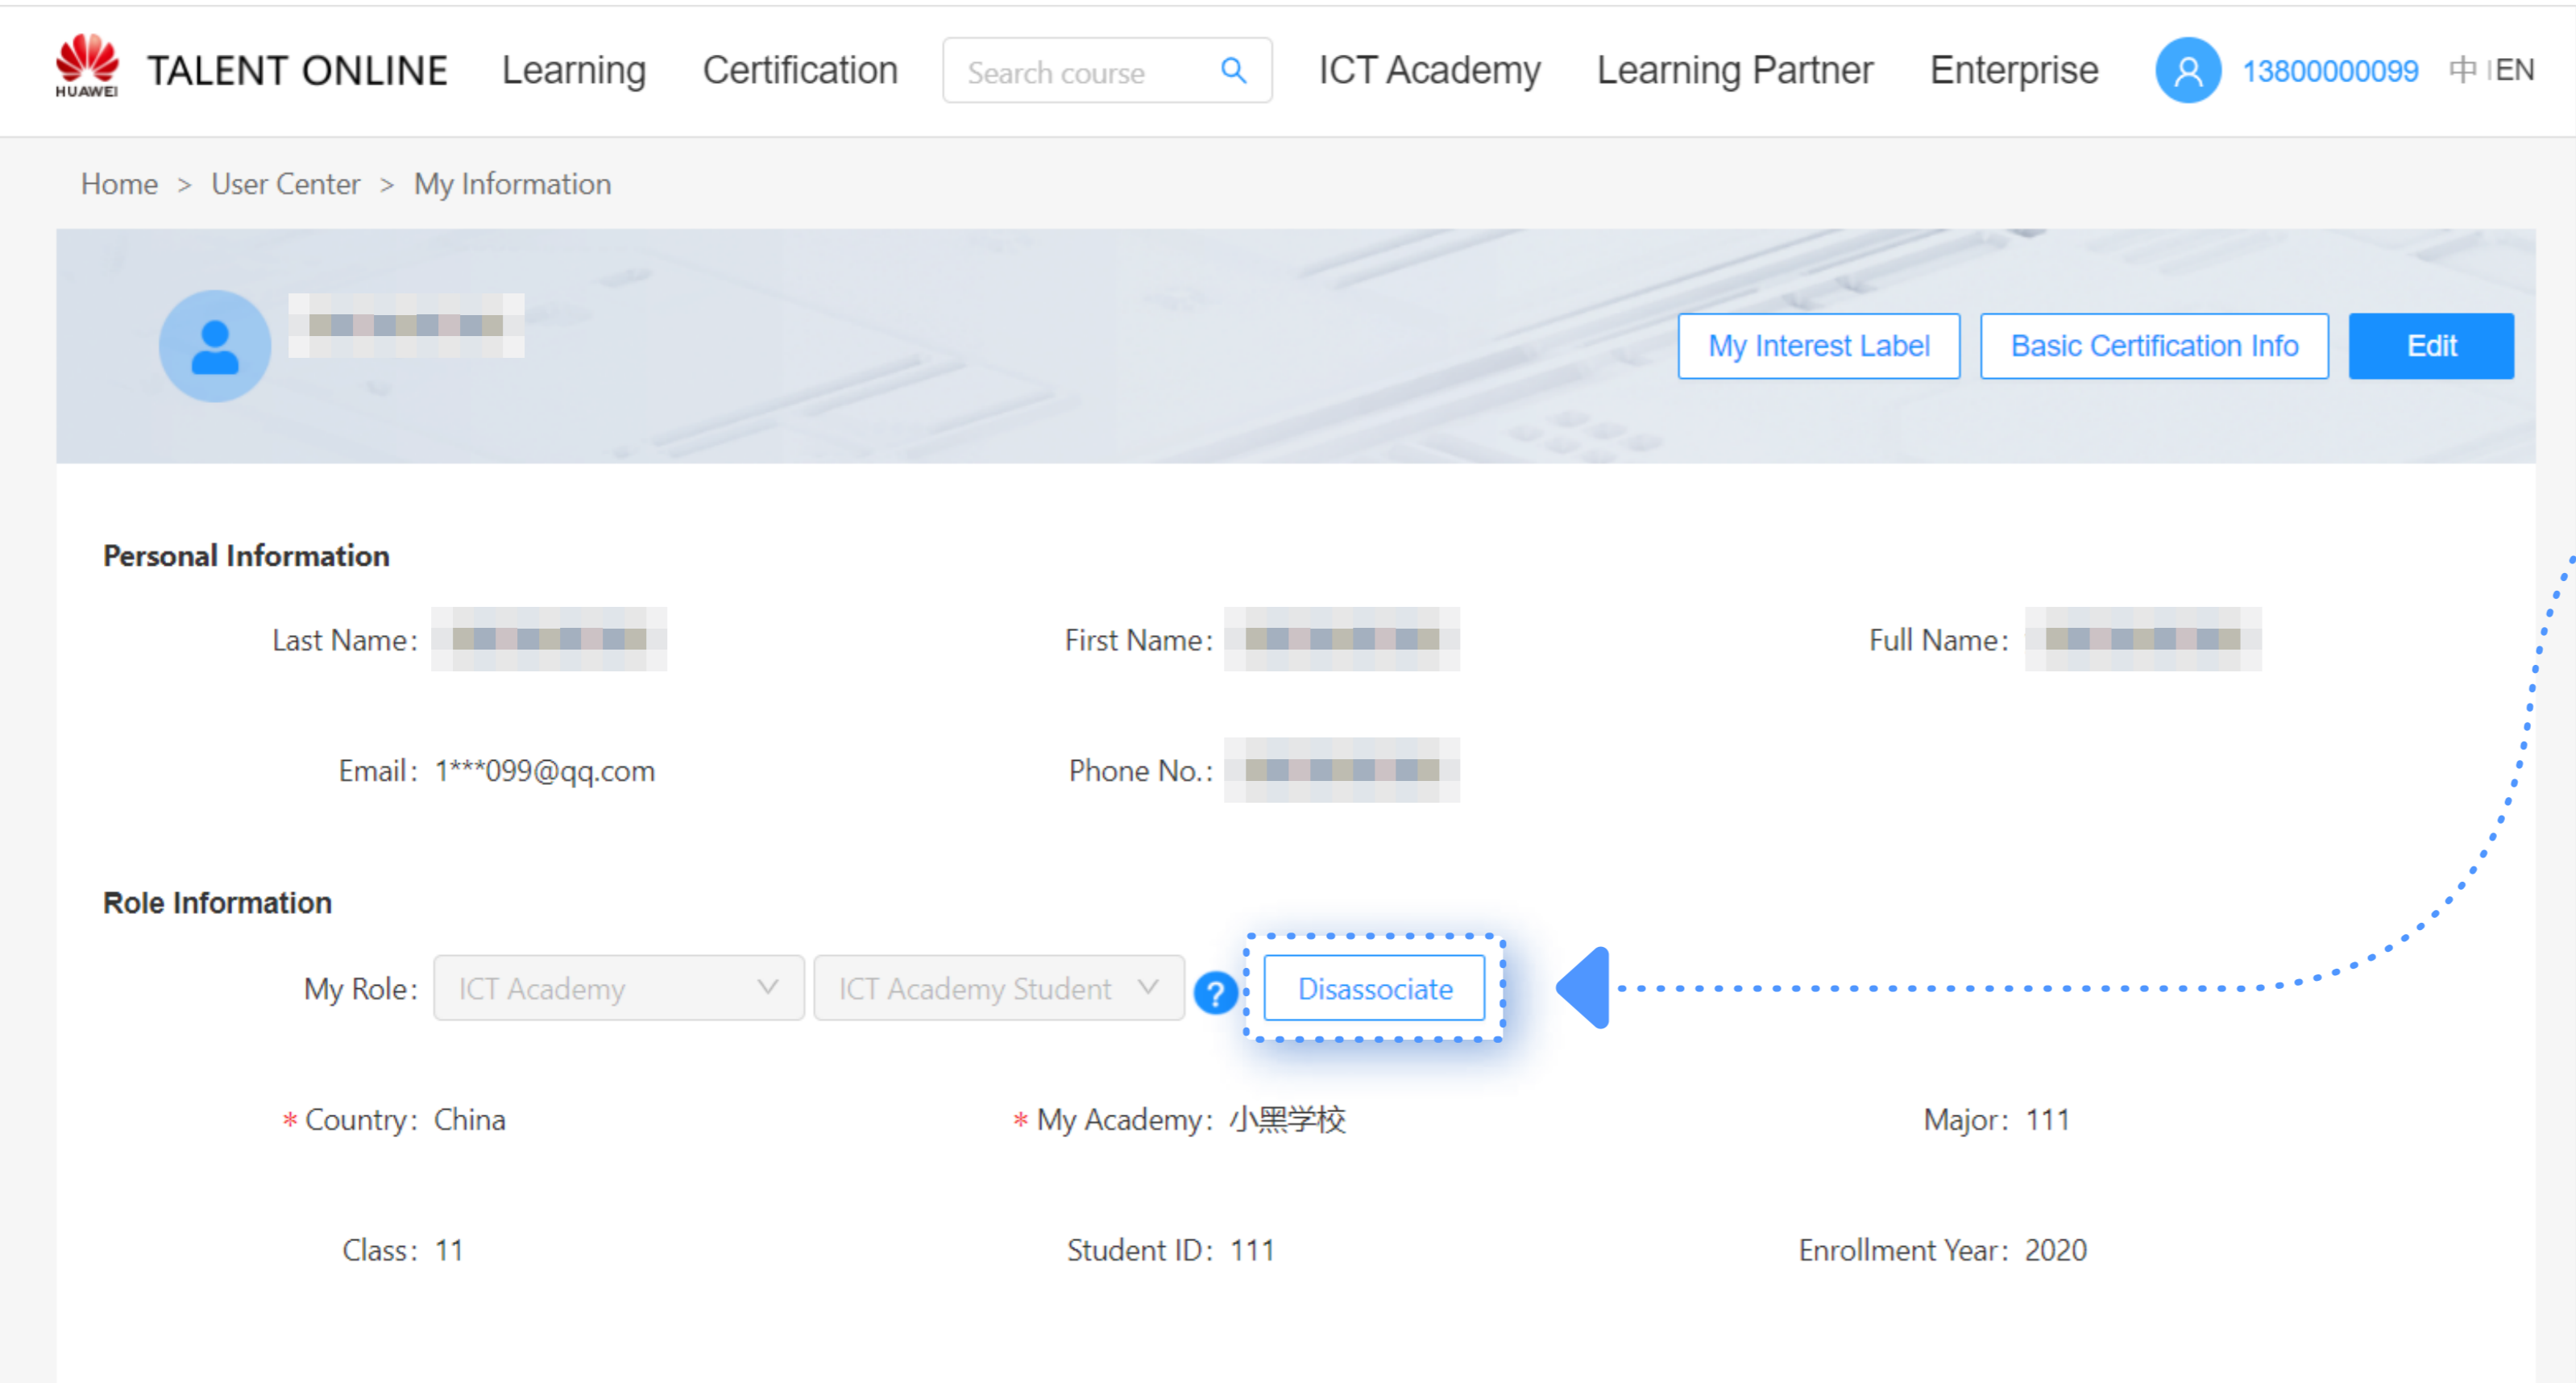 HUAWEI TALENT ONLINE Learning Certification Search course ICT Academy Learning Partner Enterprise 13800000099 中 | EN
Home > User Center > My Information
My Interest Label Basic Certification Info Edit
Personal Information
Last Name: First Name: Full Name:
Email: 1***099@qq.com Phone No.:
Role Information
My Role: ICT Academy ICT Academy Student ? Disassociate
* Country: China * My Academy: 小黑学校 Major: 111
Class: 11 Student ID: 111 Enrollment Year: 2020